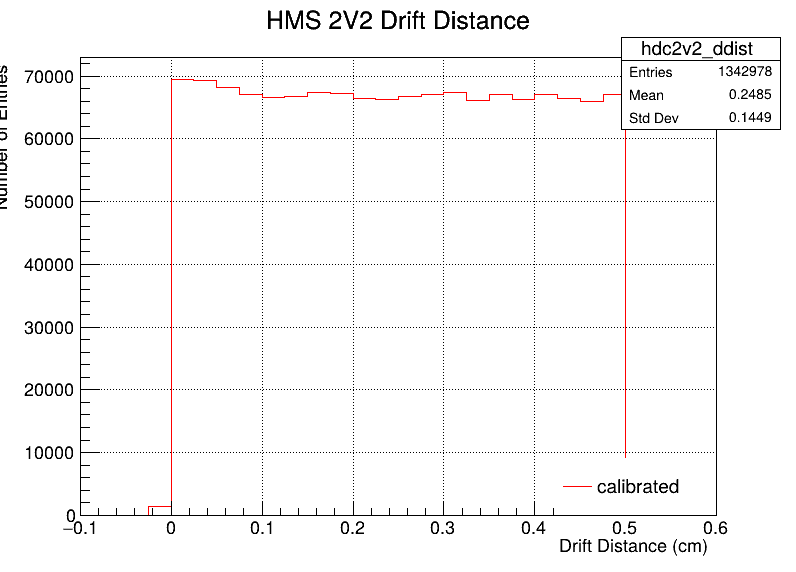 HMS 2V2 Drift Distance
hdc2v2_ddist
Entries 1342978
Mean 0.2485
Std Dev 0.1449
Number of Entries
70000
60000
50000
40000
30000
20000
10000
0
calibrated
−0.1 0 0.1 0.2 0.3 0.4 0.5 0.6
Drift Distance (cm)